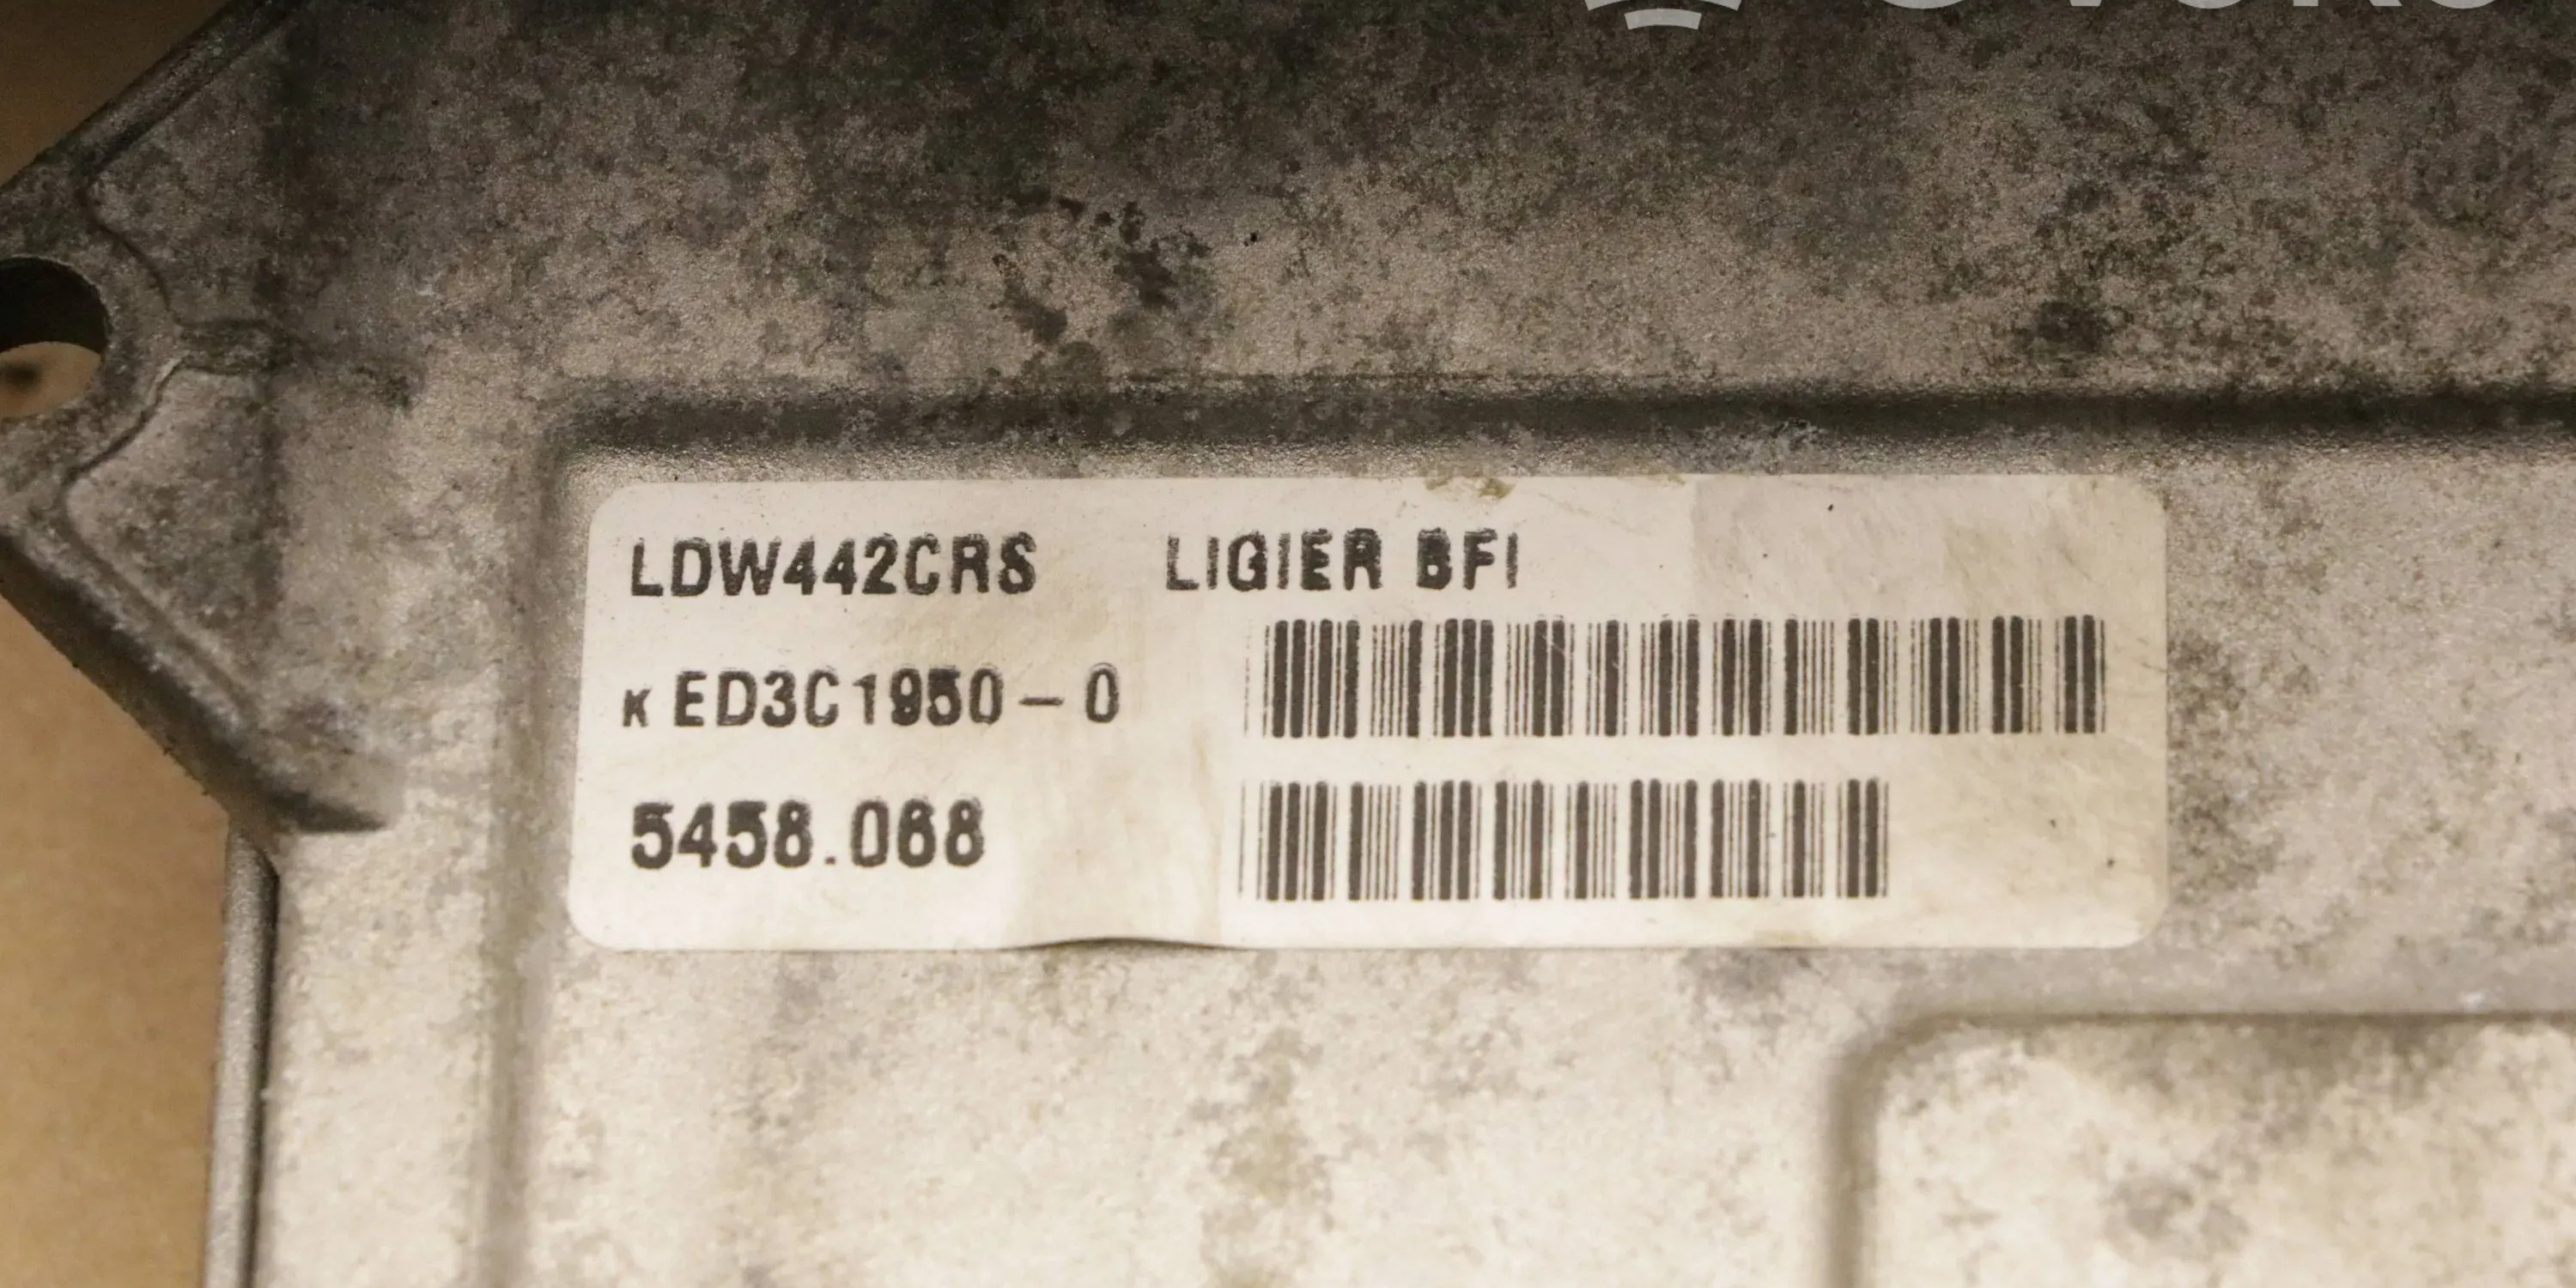 LDW442CRS LIGIER BFI
K ED3C1950-0
5458.068